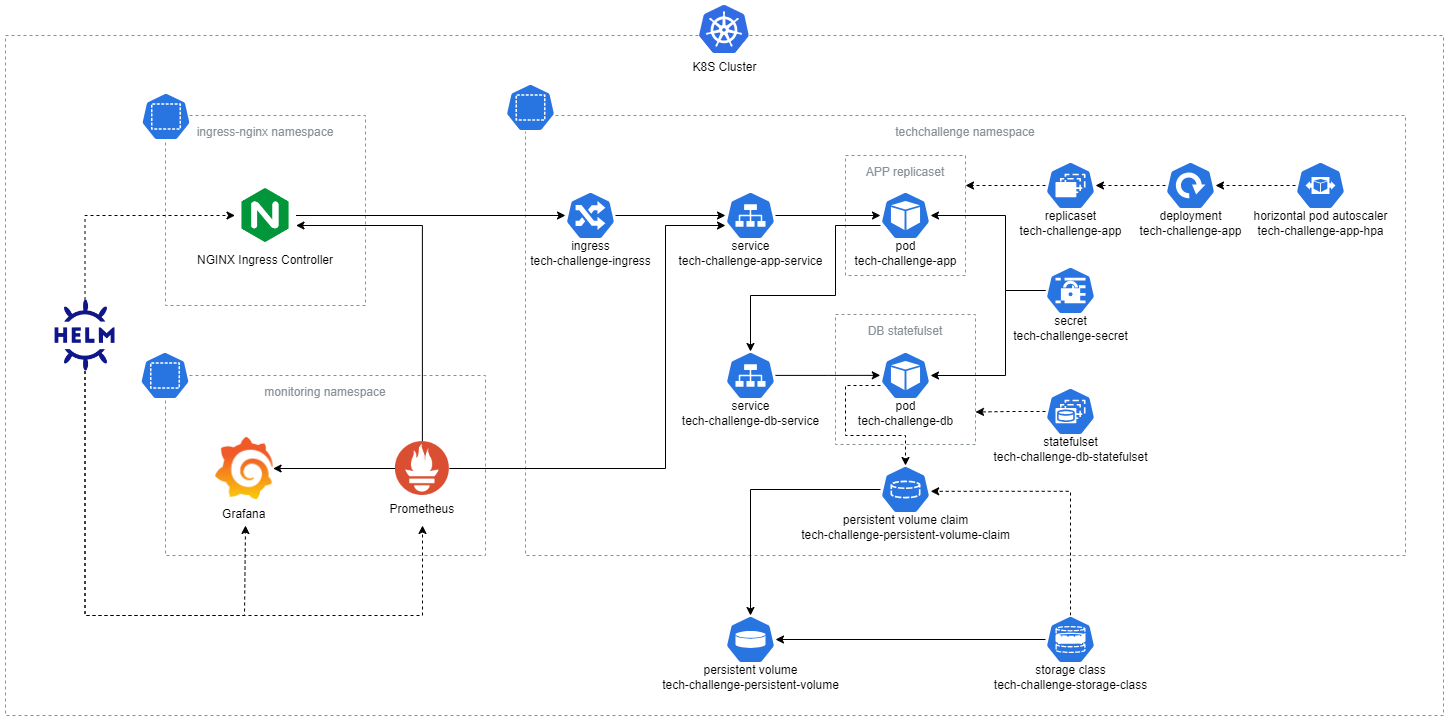 K8S Cluster
ingress-nginx namespace
NGINX Ingress Controller
HELM
monitoring namespace
Grafana
Prometheus
techchallenge namespace
ingress
tech-challenge-ingress
service
tech-challenge-app-service
APP replicaset
pod
tech-challenge-app
replicaset
tech-challenge-app
deployment
tech-challenge-app
horizontal pod autoscaler
tech-challenge-app-hpa
secret
tech-challenge-secret
service
tech-challenge-db-service
DB statefulset
pod
tech-challenge-db
statefulset
tech-challenge-db-statefulset
persistent volume claim
tech-challenge-persistent-volume-claim
persistent volume
tech-challenge-persistent-volume
storage class
tech-challenge-storage-class